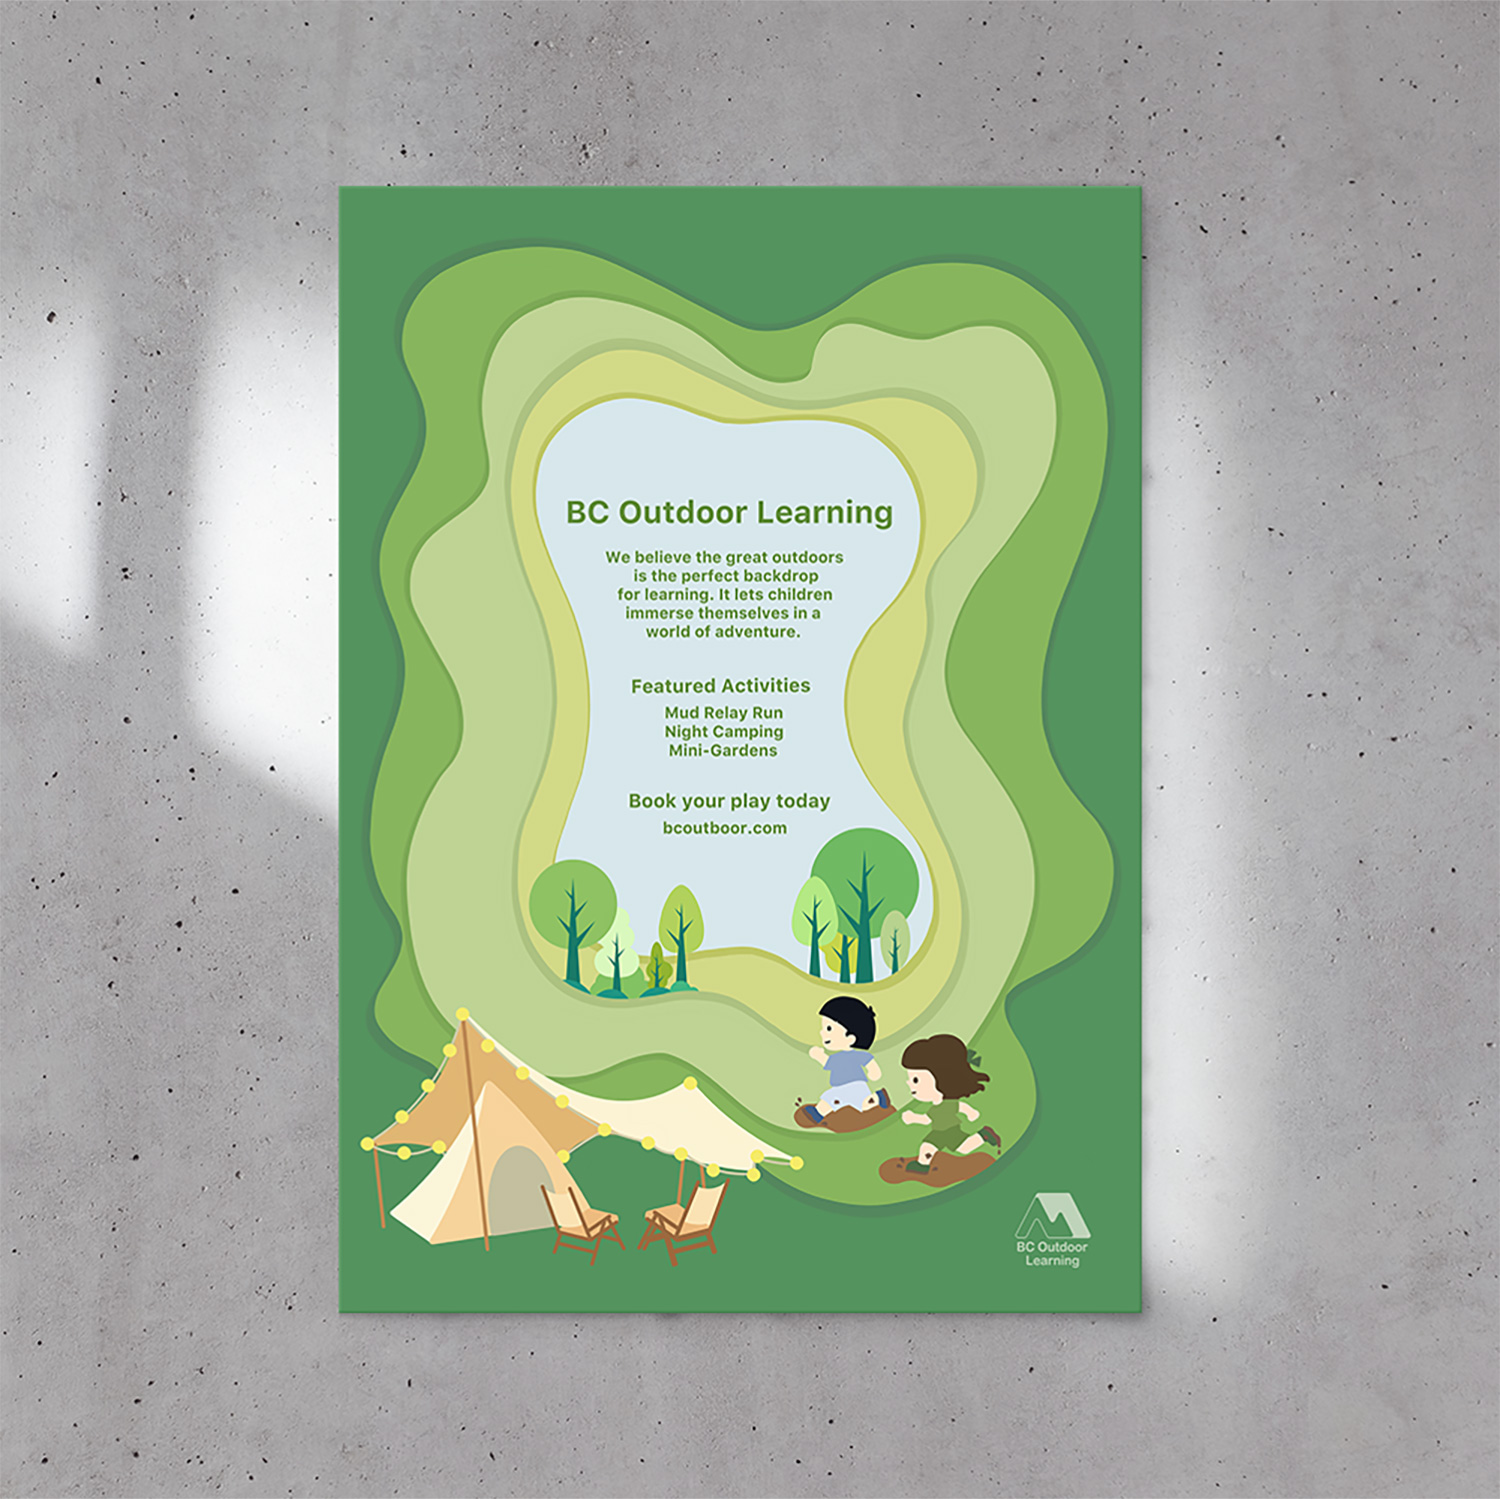 BC Outdoor Learning
We believe the great outdoors
is the perfect backdrop
for learning. It lets children
immerse themselves in a
world of adventure.
Featured Activities
Mud Relay Run
Night Camping
Mini-Gardens
Book your play today
bcoutboor.com
BC Outdoor
Learning